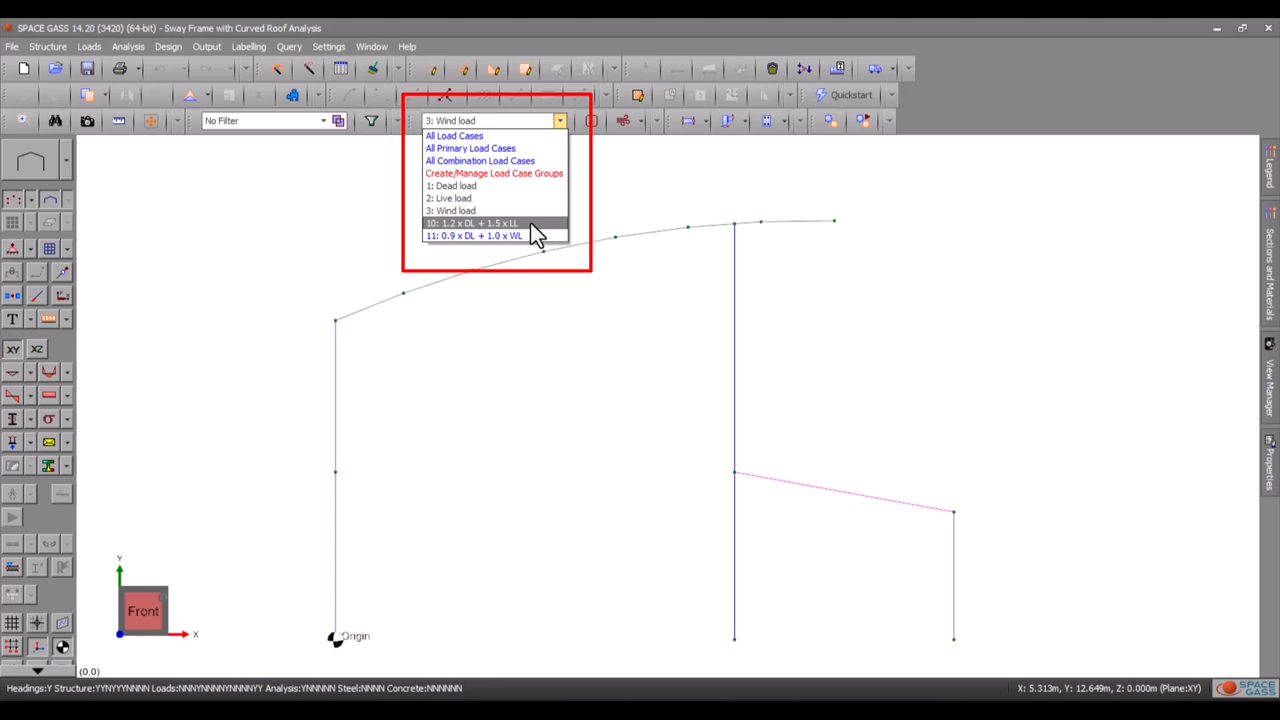 SPACE GASS 14.20 (3420) (64-bit) - Sway Frame with Curved Roof Analysis
File Structure Loads Analysis Design Output Labelling Query Settings Window Help
Quickstart
No Filter
3: Wind load
All Load Cases
All Primary Load Cases
All Combination Load Cases
Create/Manage Load Case Groups
1: Dead load
2: Live load
3: Wind load
10: 1.2 x DL + 1.5 x LL
11: 0.9 x DL + 1.0 x WL
Legend
Sections and Materials
View Manager
Properties
T
XY XZ
Y
Front
X
Origin
(0,0)
Headings:Y Structure:YYNYYYNNNN Loads:NNNYNNNNYNNNNYY Analysis:YNNNNN Steel:NNNN Concrete:NNNNNN
X: 5.313m, Y: 12.649m, Z: 0.000m (Plane:XY)
SPACE GASS